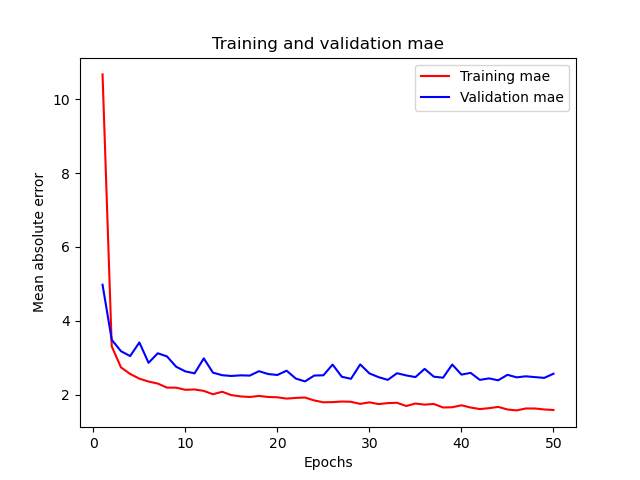 Training and validation mae
Training mae
Validation mae
10
8
6
4
2
Mean absolute error
0 10 20 30 40 50
Epochs